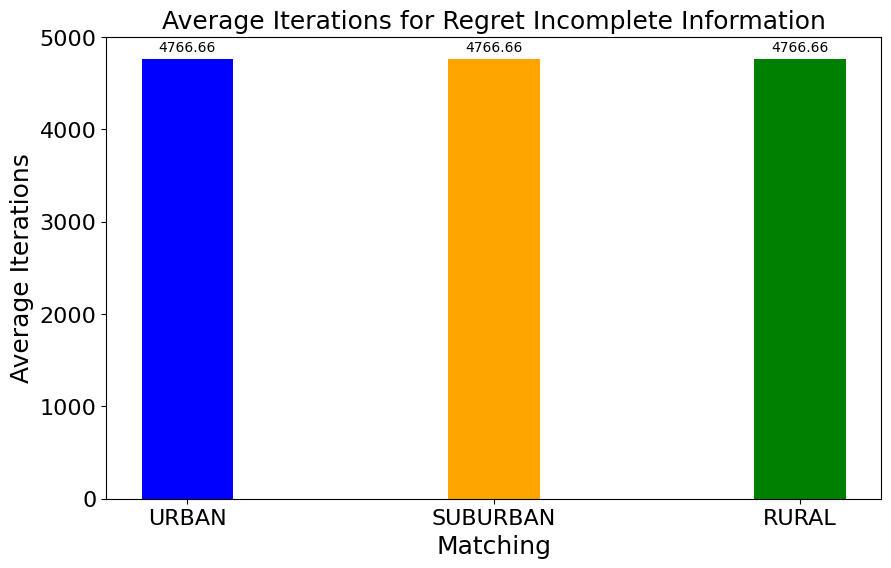 Average Iterations for Regret Incomplete Information
5000
4766.66 4766.66 4766.66
4000
3000
2000
1000
0
Average Iterations
URBAN SUBURBAN RURAL
Matching